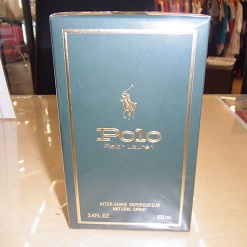 Polo
Ralph Lauren
AFTER-SHAVE VAPORISATEUR
NATURAL SPRAY
3.4 FL. OZ 100 ml